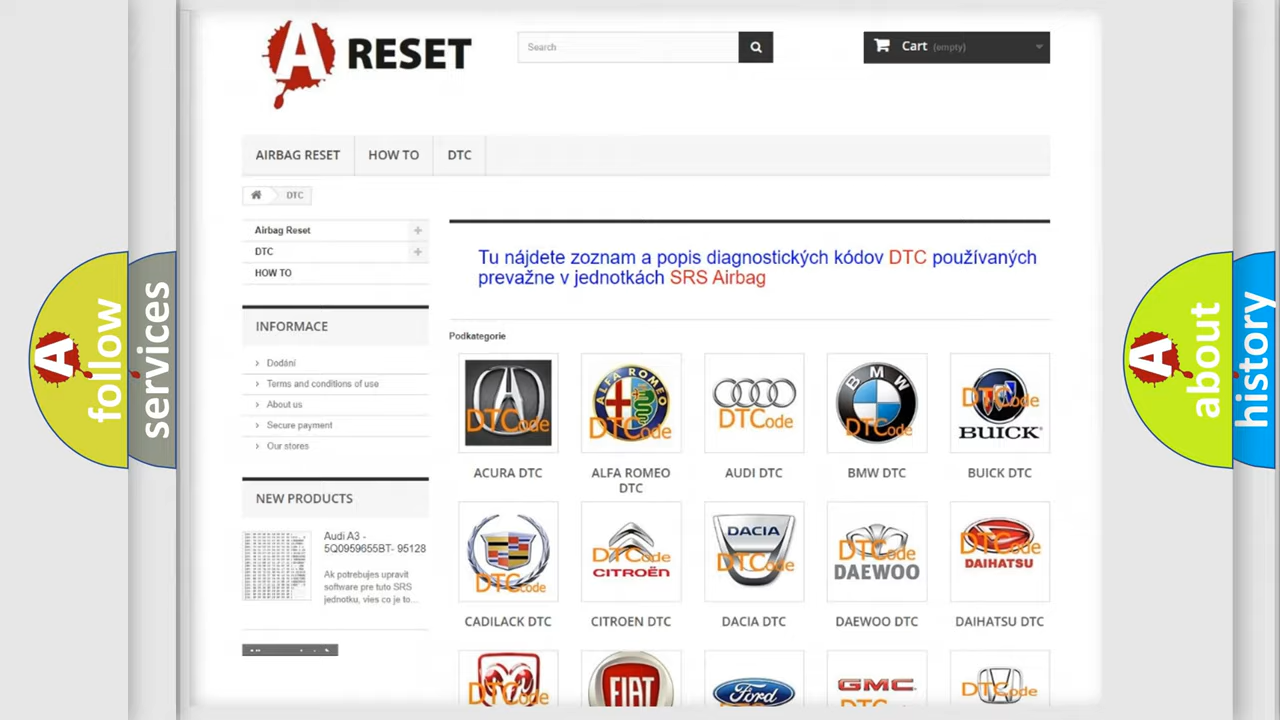 A RESET
Search
Cart (empty)
AIRBAG RESET
HOW TO
DTC
DTC
Airbag Reset
DTC
HOW TO
INFORMACE
Dodání
Terms and conditions of use
About us
Secure payment
Our stores
NEW PRODUCTS
Audi A3 -
5Q0959655BT- 95128
Ak potrebujes upravit
software pre tuto SRS
jednotku, vies co je to...
Tu nájdete zoznam a popis diagnostických kódov DTC používaných
prevažne v jednotkách SRS Airbag
Podkategorie
DTCode
ALFA ROMEO
DTCode
DTCode
BMW
DTCode
DTCode
BUICK
ACURA DTC
ALFA ROMEO
DTC
AUDI DTC
BMW DTC
BUICK DTC
DTCode
DTCode
CITROËN
DACIA
DTCode
DTCode
DAEWOO
DTCode
DAIHATSU
CADILACK DTC
CITROEN DTC
DACIA DTC
DAEWOO DTC
DAIHATSU DTC
DTCode
FIAT
Ford
GMC
DTCode
A follow
services
A about
history